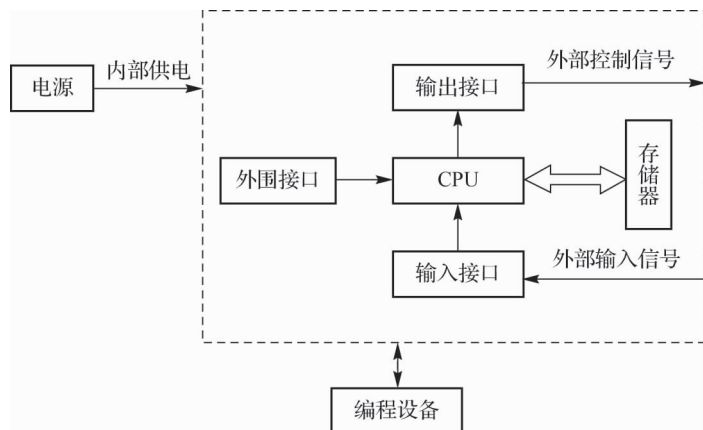 电源
内部供电
输出接口
外部控制信号
外围接口
CPU
存储器
输入接口
外部输入信号
编程设备